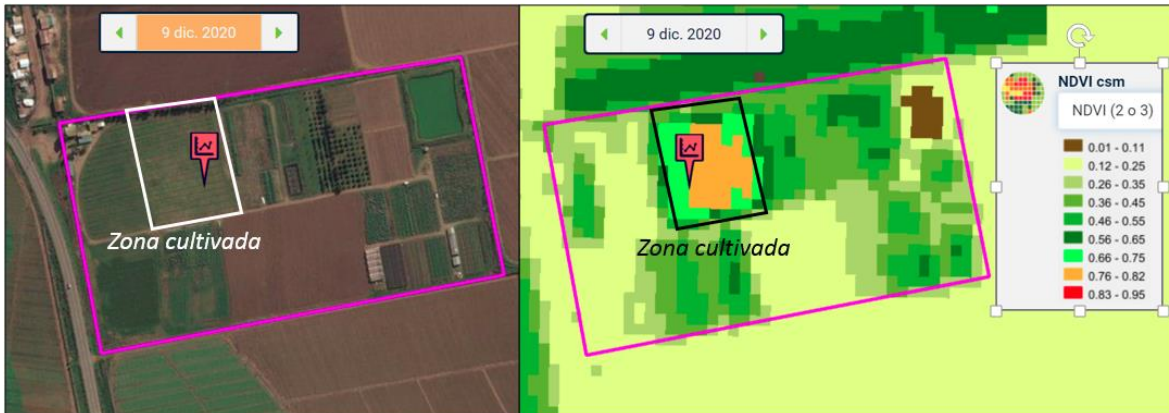 9 dic. 2020
9 dic. 2020
Zona cultivada
Zona cultivada
NDVI csm
NDVI (2 o 3)
0.01 - 0.11
0.12 - 0.25
0.26 - 0.35
0.36 - 0.45
0.46 - 0.55
0.56 - 0.65
0.66 - 0.75
0.76 - 0.82
0.83 - 0.95